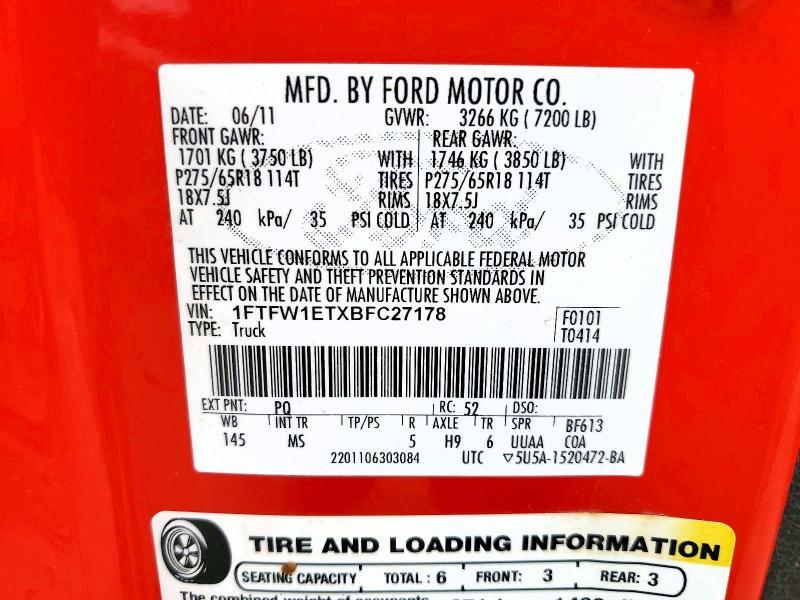 MFD. BY FORD MOTOR CO.
DATE: 06/11 GVWR: 3266 KG ( 7200 LB)
FRONT GAWR: REAR GAWR:
1701 KG ( 3750 LB) WITH 1746 KG ( 3850 LB) WITH
P275/65R18 114T TIRES P275/65R18 114T TIRES
18X7.5J RIMS 18X7.5J RIMS
AT 240 kPa/ 35 PSI COLD AT 240 kPa/ 35 PSI COLD
THIS VEHICLE CONFORMS TO ALL APPLICABLE FEDERAL MOTOR
VEHICLE SAFETY AND THEFT PREVENTION STANDARDS IN
EFFECT ON THE DATE OF MANUFACTURE SHOWN ABOVE.
VIN: 1FTFW1ETXBFC27178 F0101
TYPE: Truck T0414
EXT PNT: PQ RC: 52 DSO:
WB INT TR TP/PS R AXLE TR SPR BF613
145 MS 5 H9 6 UUAA COA
2201106303084 UTC ▽5U5A-1520472-BA
TIRE AND LOADING INFORMATION
SEATING CAPACITY TOTAL : 6 FRONT: 3 REAR: 3
The combined weight of occupants